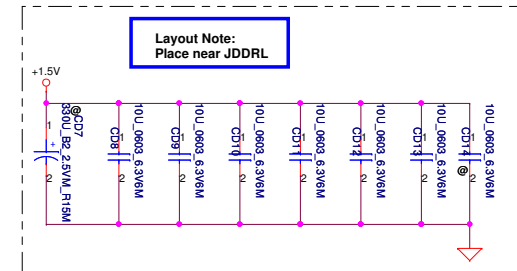 Layout Note:
Place near JDDRL
+1.5V
@CD7
330U_B2_2.5VM_R15M
1
+
2
10U_0603_6.3V6M
CD8
1
2
10U_0603_6.3V6M
CD9
1
2
10U_0603_6.3V6M
CD10
1
2
10U_0603_6.3V6M
CD11
1
2
10U_0603_6.3V6M
CD12
1
2
10U_0603_6.3V6M
CD13
1
2
10U_0603_6.3V6M
CD14
@
1
2